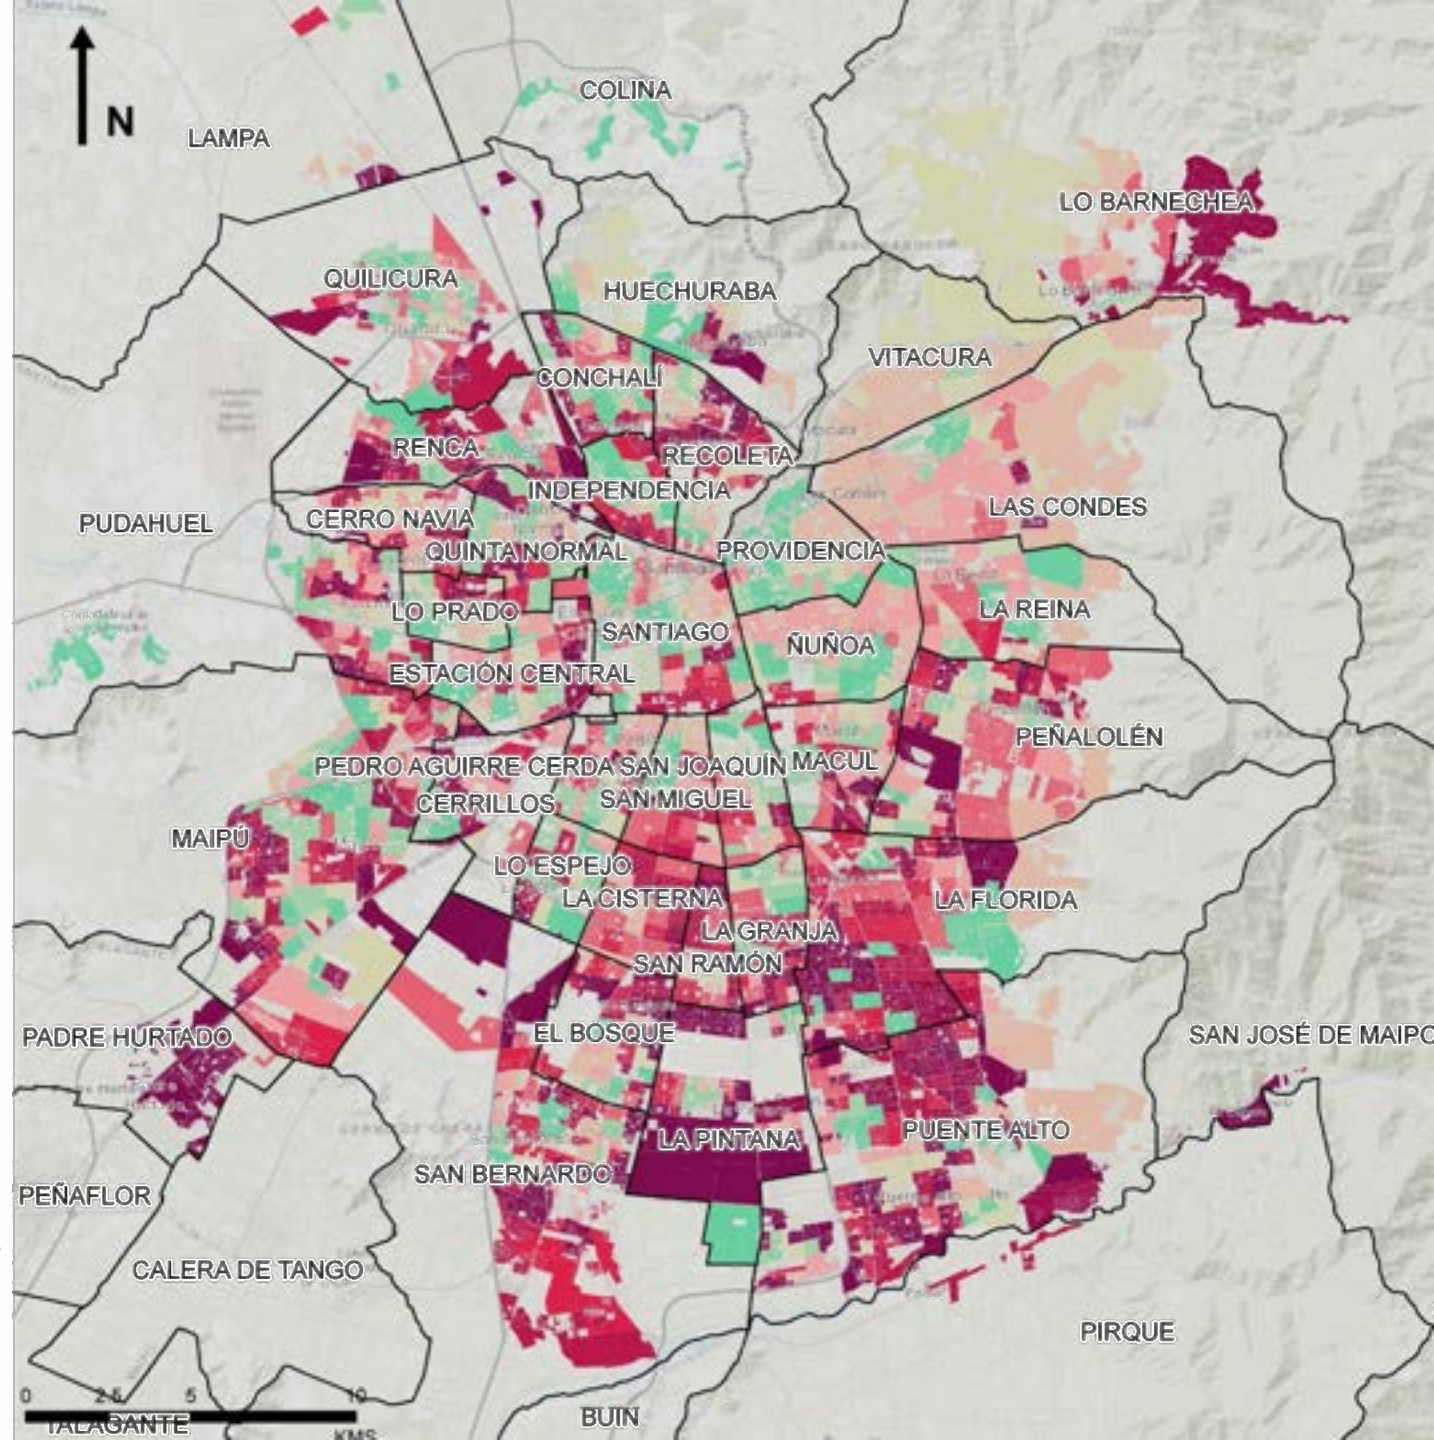 COLINA
N
LAMPA
LO BARNECHEA
QUILICURA
HUECHURABA
VITACURA
CONCHALÍ
RENCA
RECOLETA
INDEPENDENCIA
LAS CONDES
CERRO NAVIA
PUDAHUEL
QUINTA NORMAL
PROVIDENCIA
LO PRADO
LA REINA
SANTIAGO
ÑUÑOA
ESTACIÓN CENTRAL
PEÑALOLÉN
PEDRO AGUIRRE CERDA
SAN JOAQUÍN
MACUL
CERRILLOS
SAN MIGUEL
MAIPÚ
LO ESPEJO
LA CISTERNA
LA FLORIDA
LA GRANJA
SAN RAMÓN
PADRE HURTADO
EL BOSQUE
SAN JOSÉ DE MAIPO
PUENTE ALTO
LA PINTANA
SAN BERNARDO
PEÑAFLOR
CALERA DE TANGO
PIRQUE
0 2.5 5 10
BUIN
TALAGANTE
KMS